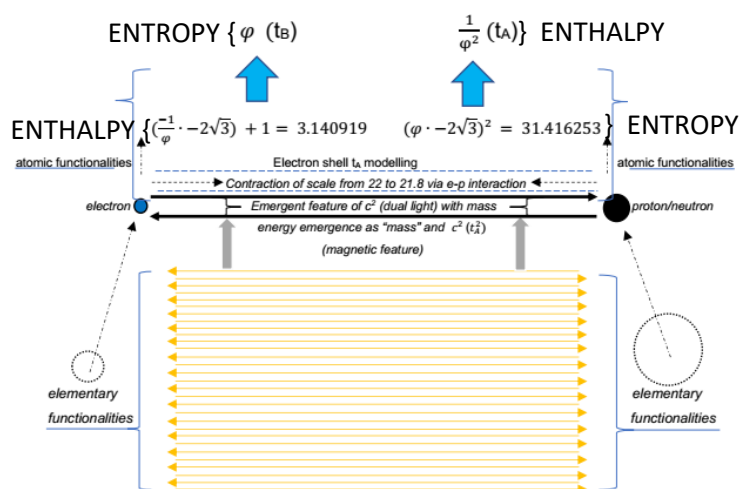 ENTROPY { φ (tB) 1/φ² (tA)} ENTHALPY
ENTHALPY {(-1/φ · -2√3) + 1 = 3.140919 (φ · -2√3)² = 31.416253} ENTROPY
atomic functionalities Electron shell tA modelling atomic functionalities
Contraction of scale from 22 to 21.8 via e-p interaction
electron Emergent feature of c² (dual light) with mass proton/neutron
energy emergence as “mass” and c² (tA²)
(magnetic feature)
elementary elementary
functionalities functionalities